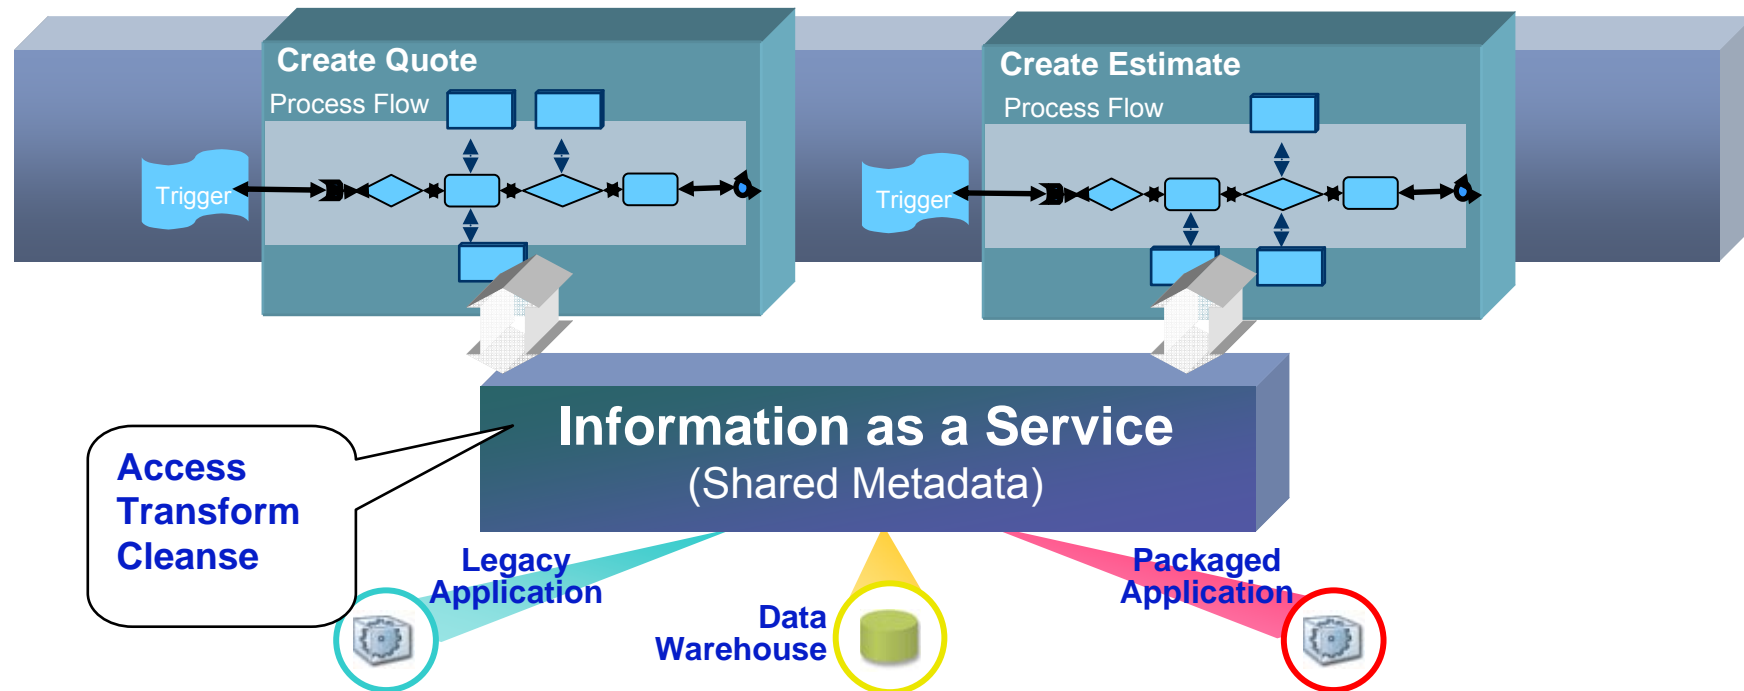 Create Quote
Process Flow
Trigger
Create Estimate
Process Flow
Trigger
Information as a Service
(Shared Metadata)
Access
Transform
Cleanse
Legacy
Application
Data
Warehouse
Packaged
Application